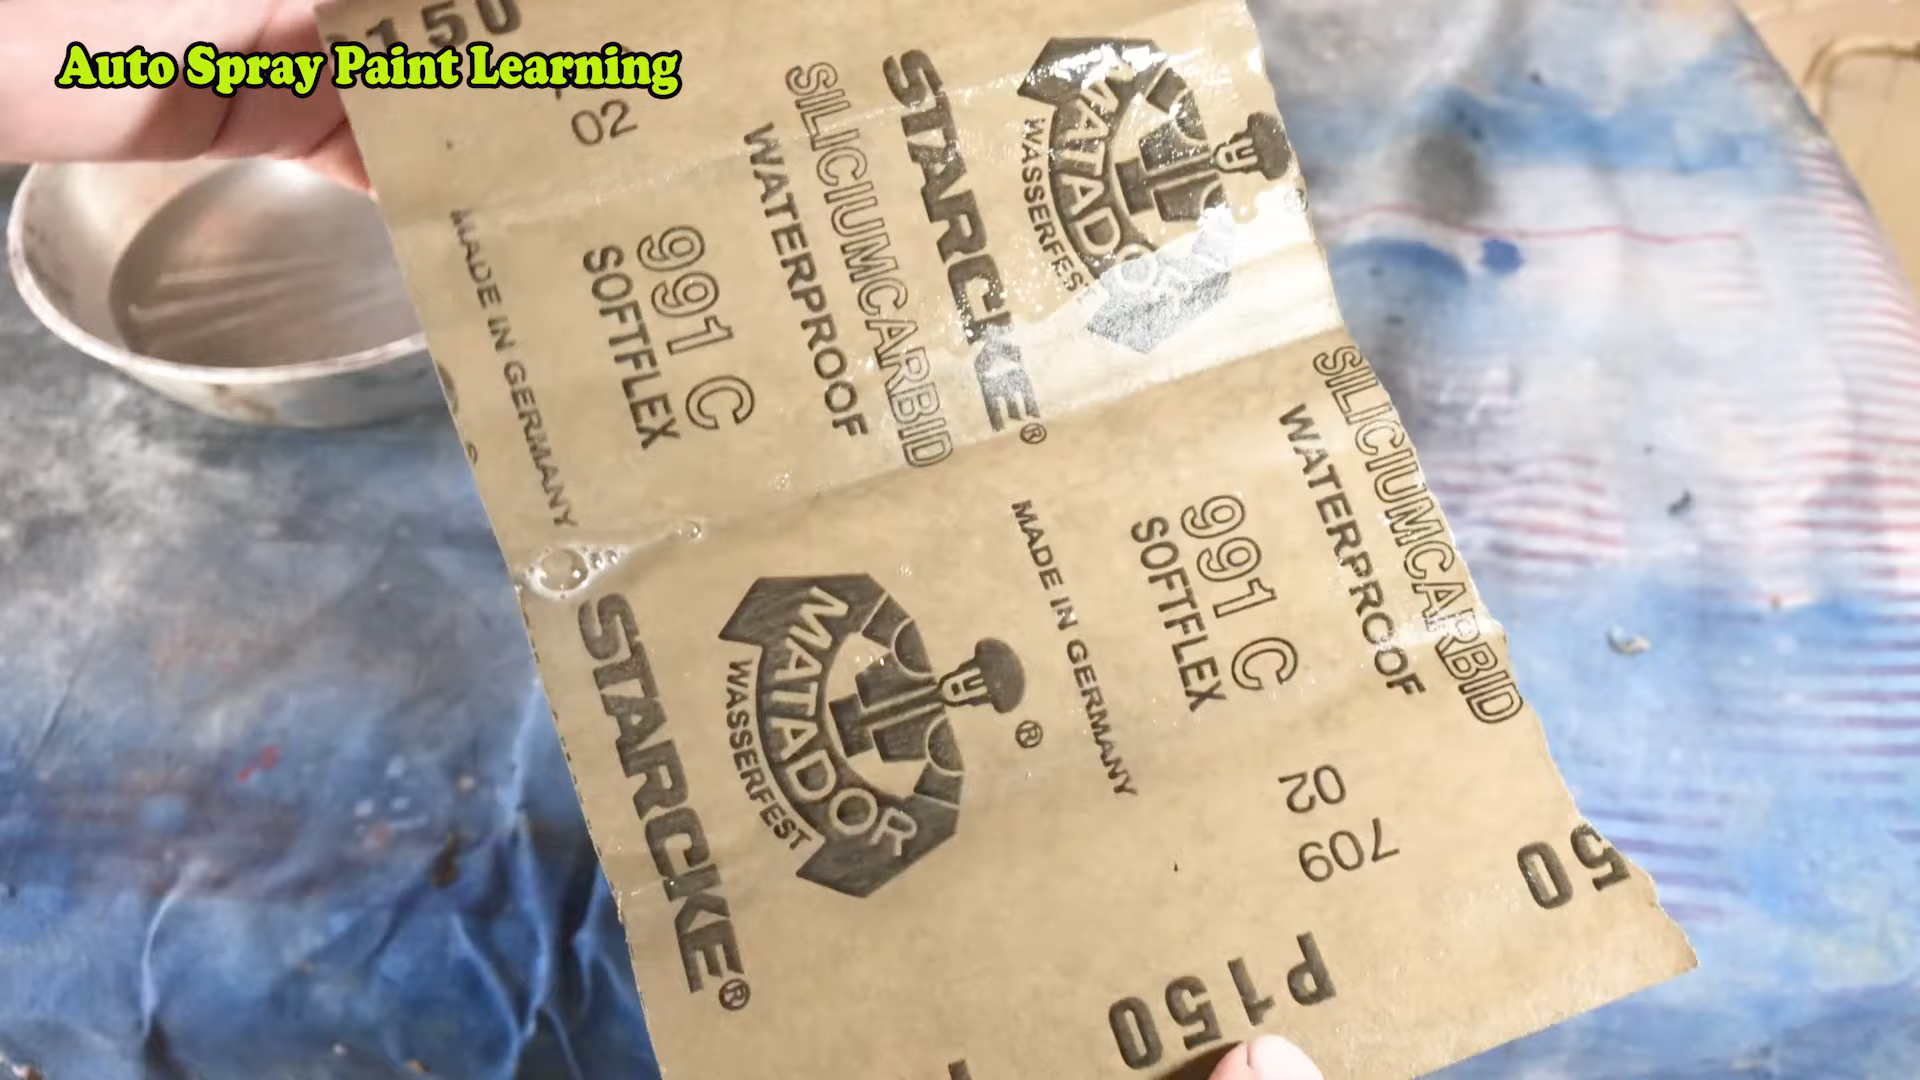 Auto Spray Paint Learning
150
02
MADE IN GERMANY
991 C
SOFTFLEX
WATERPROOF
SILICIUMCARBID
STARCKE®
MATADOR
WASSERFEST
SILICIUMCARBID
WATERPROOF
991 C
SOFTFLEX
MADE IN GERMANY
MATADOR
®
WASSERFEST
STARCKE®
02
709
50
P150